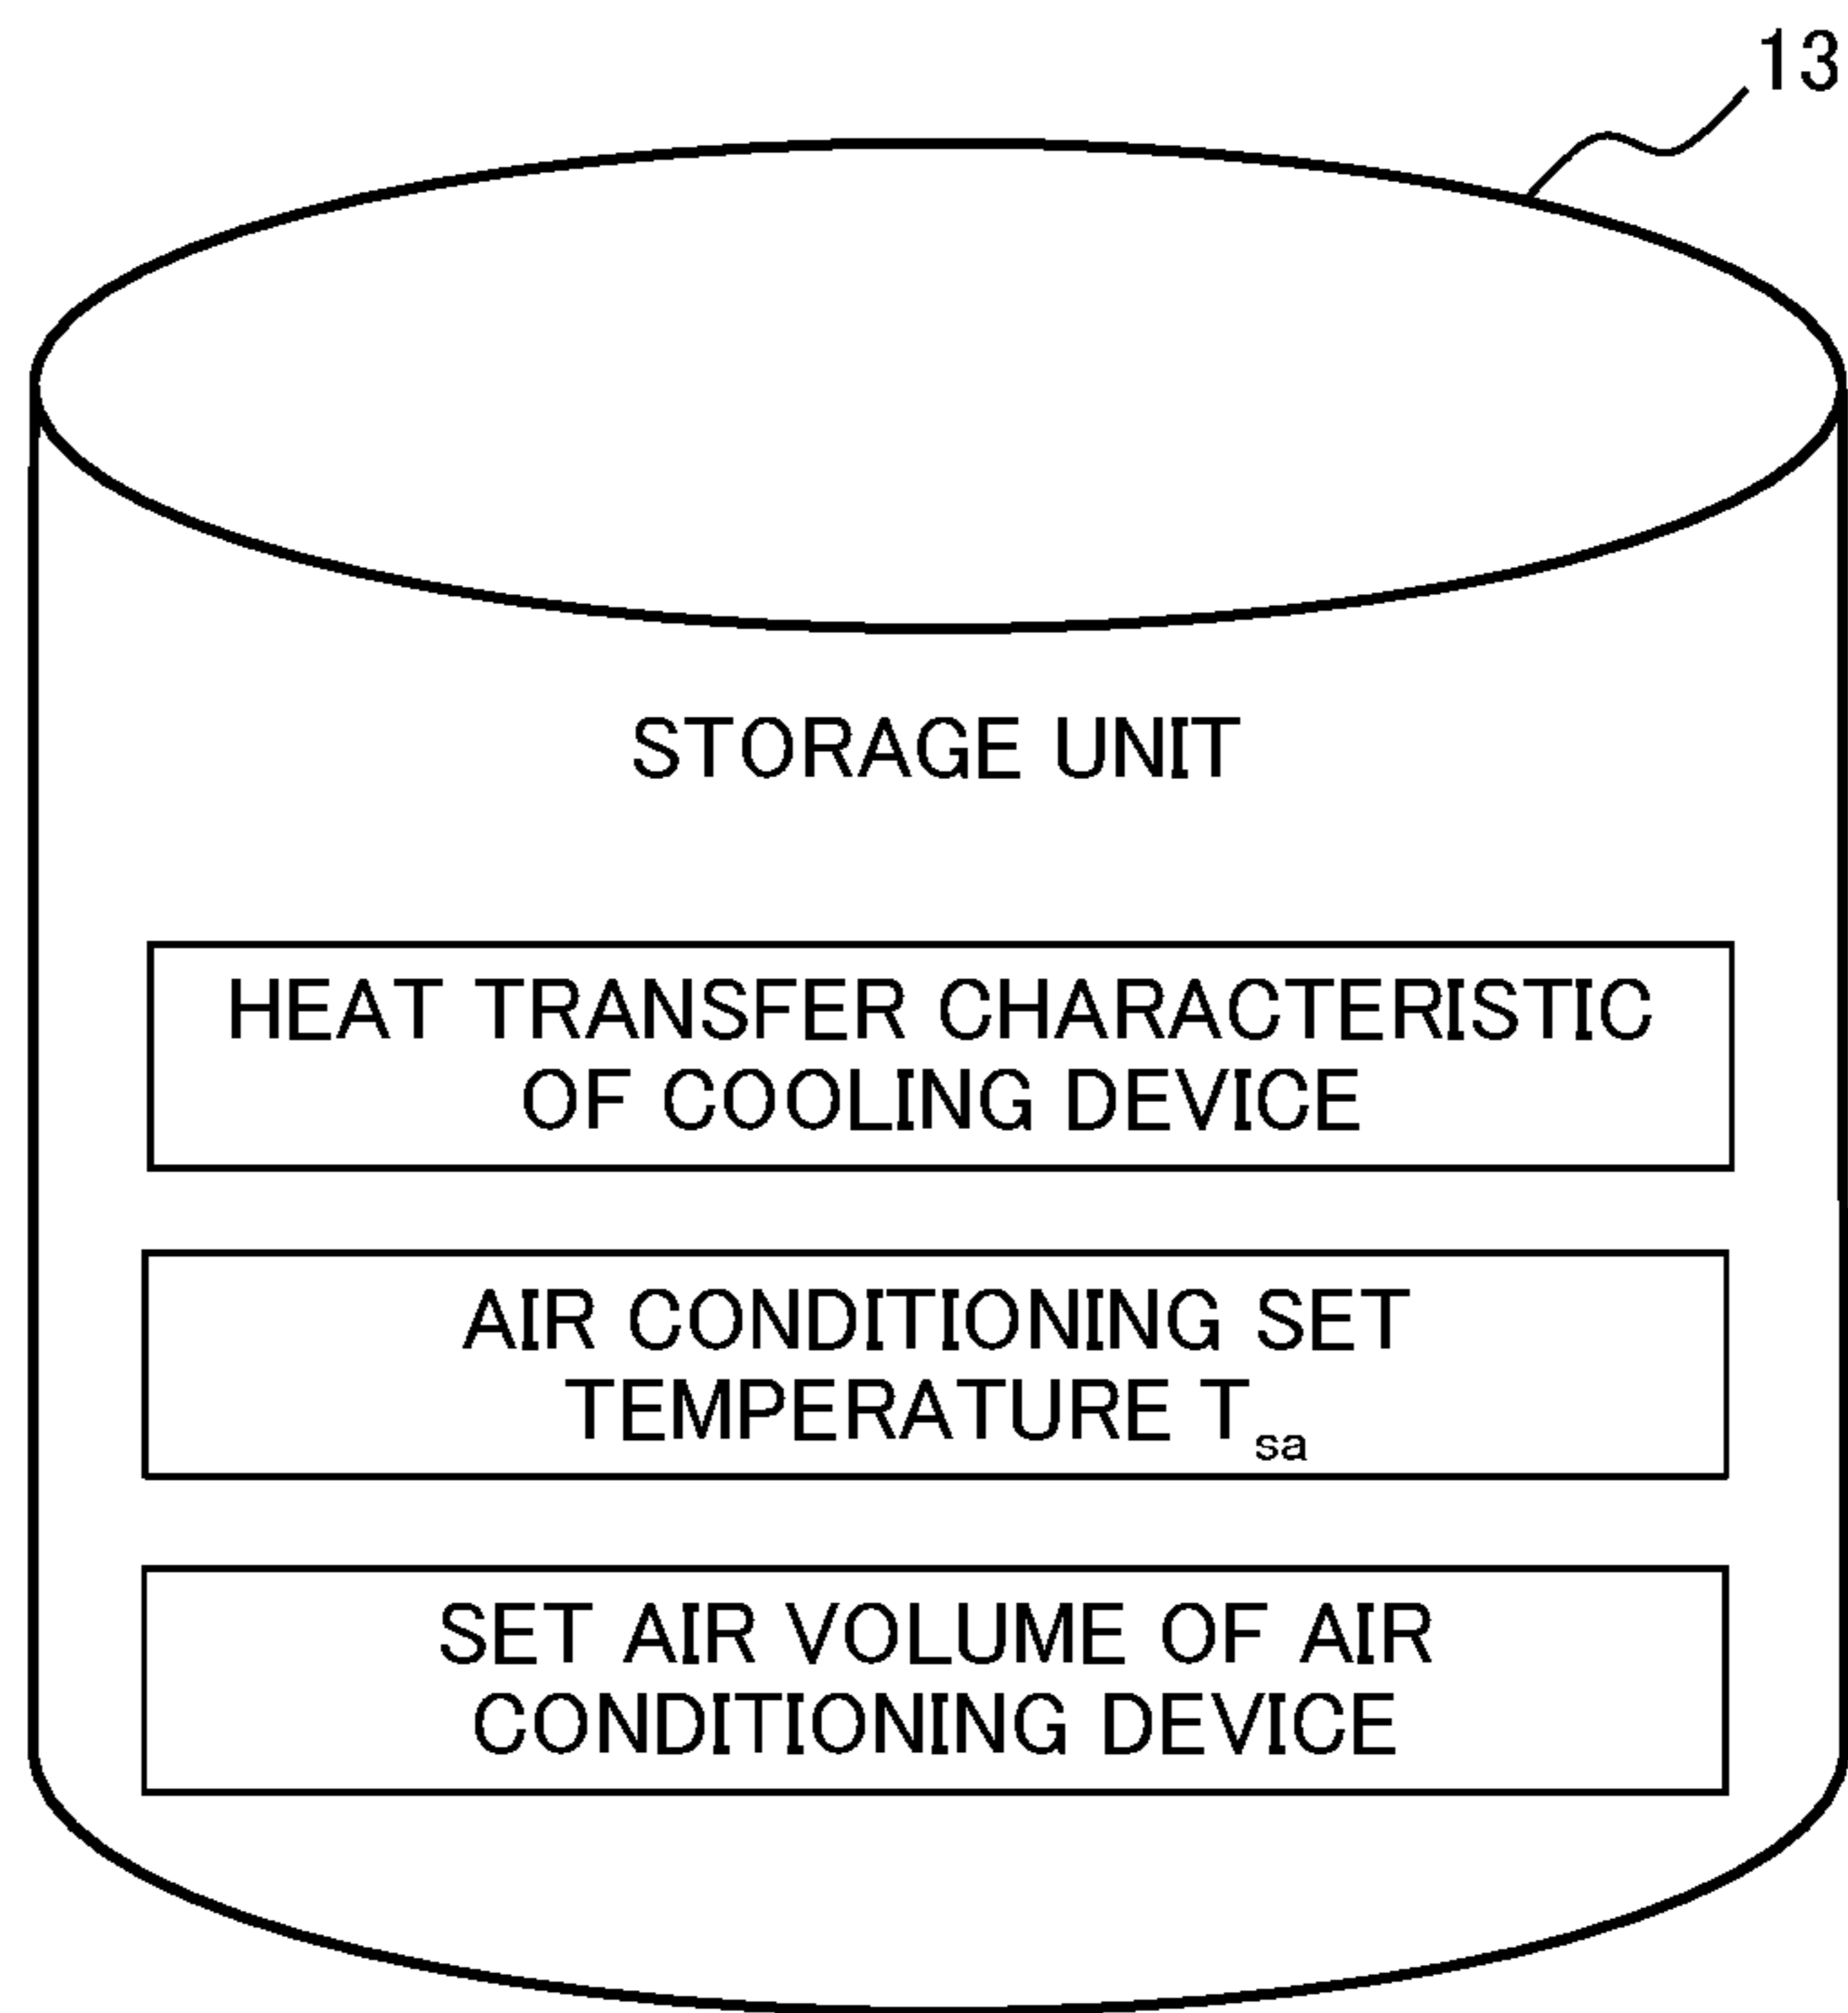 13
STORAGE UNIT
HEAT TRANSFER CHARACTERISTIC
OF COOLING DEVICE
AIR CONDITIONING SET
TEMPERATURE Tsa
SET AIR VOLUME OF AIR
CONDITIONING DEVICE